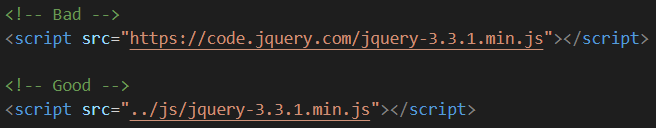 <!-- Bad -->
<script src="https://code.jquery.com/jquery-3.3.1.min.js"></script>
<!-- Good -->
<script src="../js/jquery-3.3.1.min.js"></script>